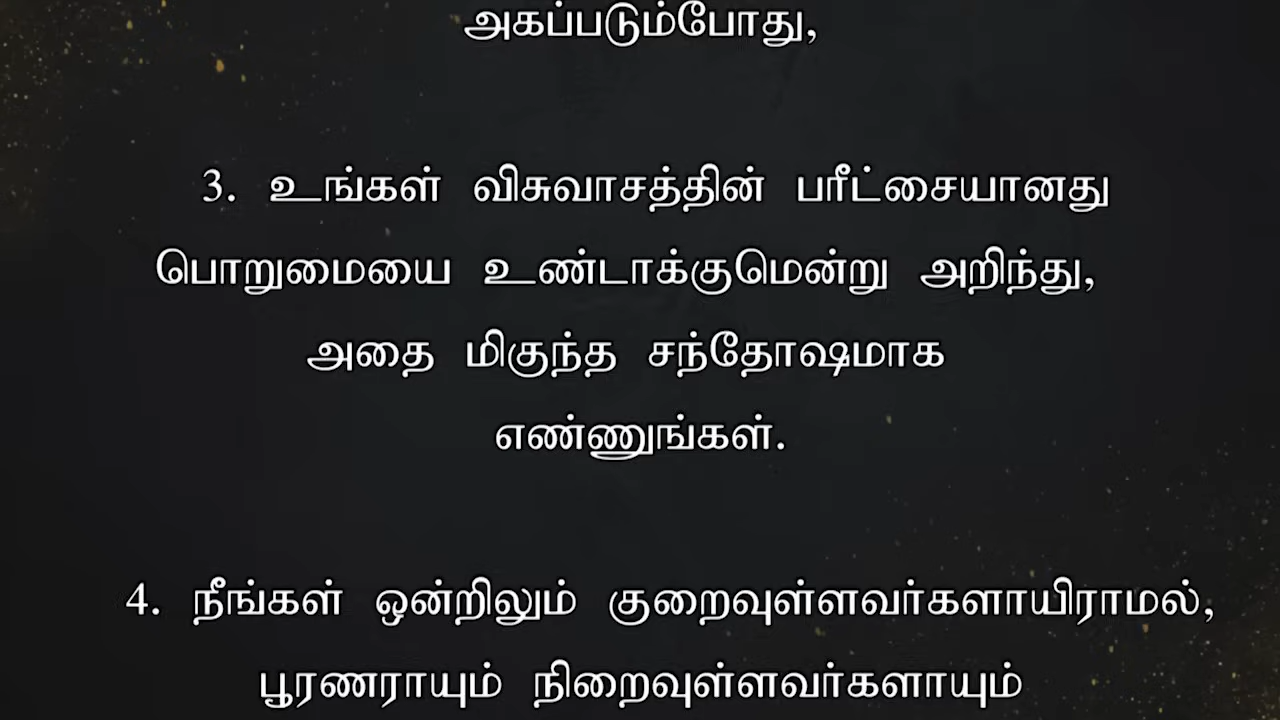 அகப்படும்போது,
3. உங்கள் விசுவாசத்தின் பரீட்சையானது
பொறுமையை உண்டாக்குமென்று அறிந்து,
அதை மிகுந்த சந்தோஷமாக
எண்ணுங்கள்.
4. நீங்கள் ஒன்றிலும் குறைவுள்ளவர்களாயிராமல்,
பூரணராயும் நிறைவுள்ளவர்களாயும்